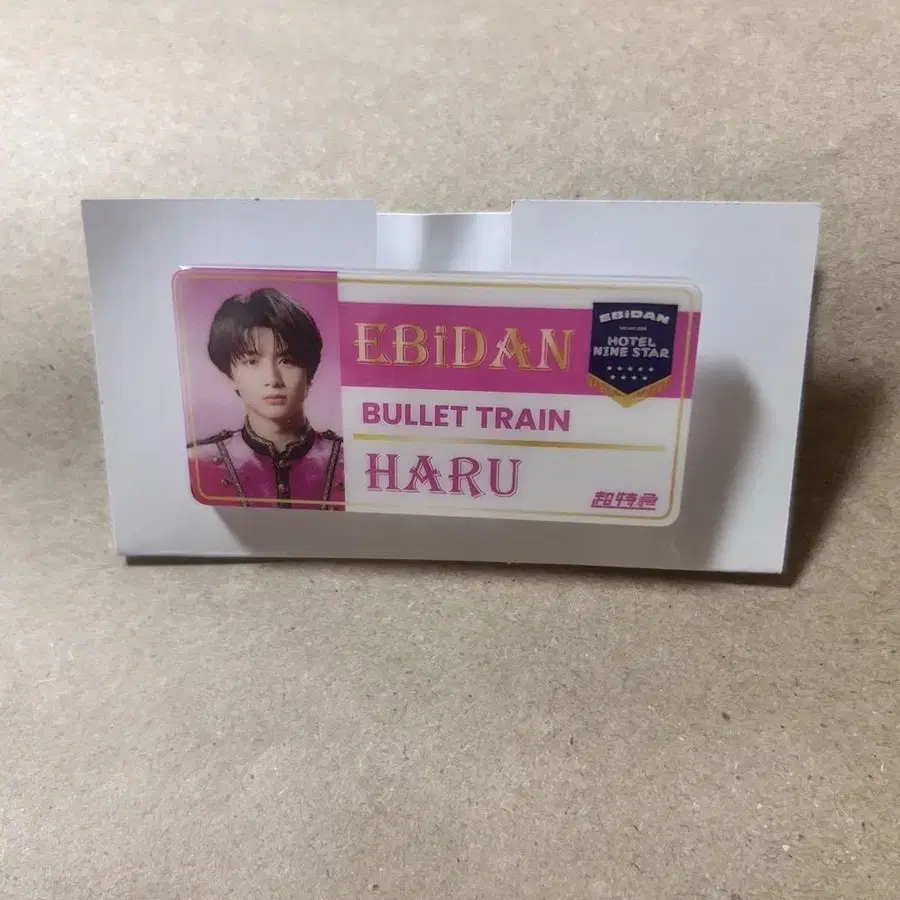 EBiDAN
BULLET TRAIN
HARU
EBiDAN
HOTEL
NINE STAR
超特急